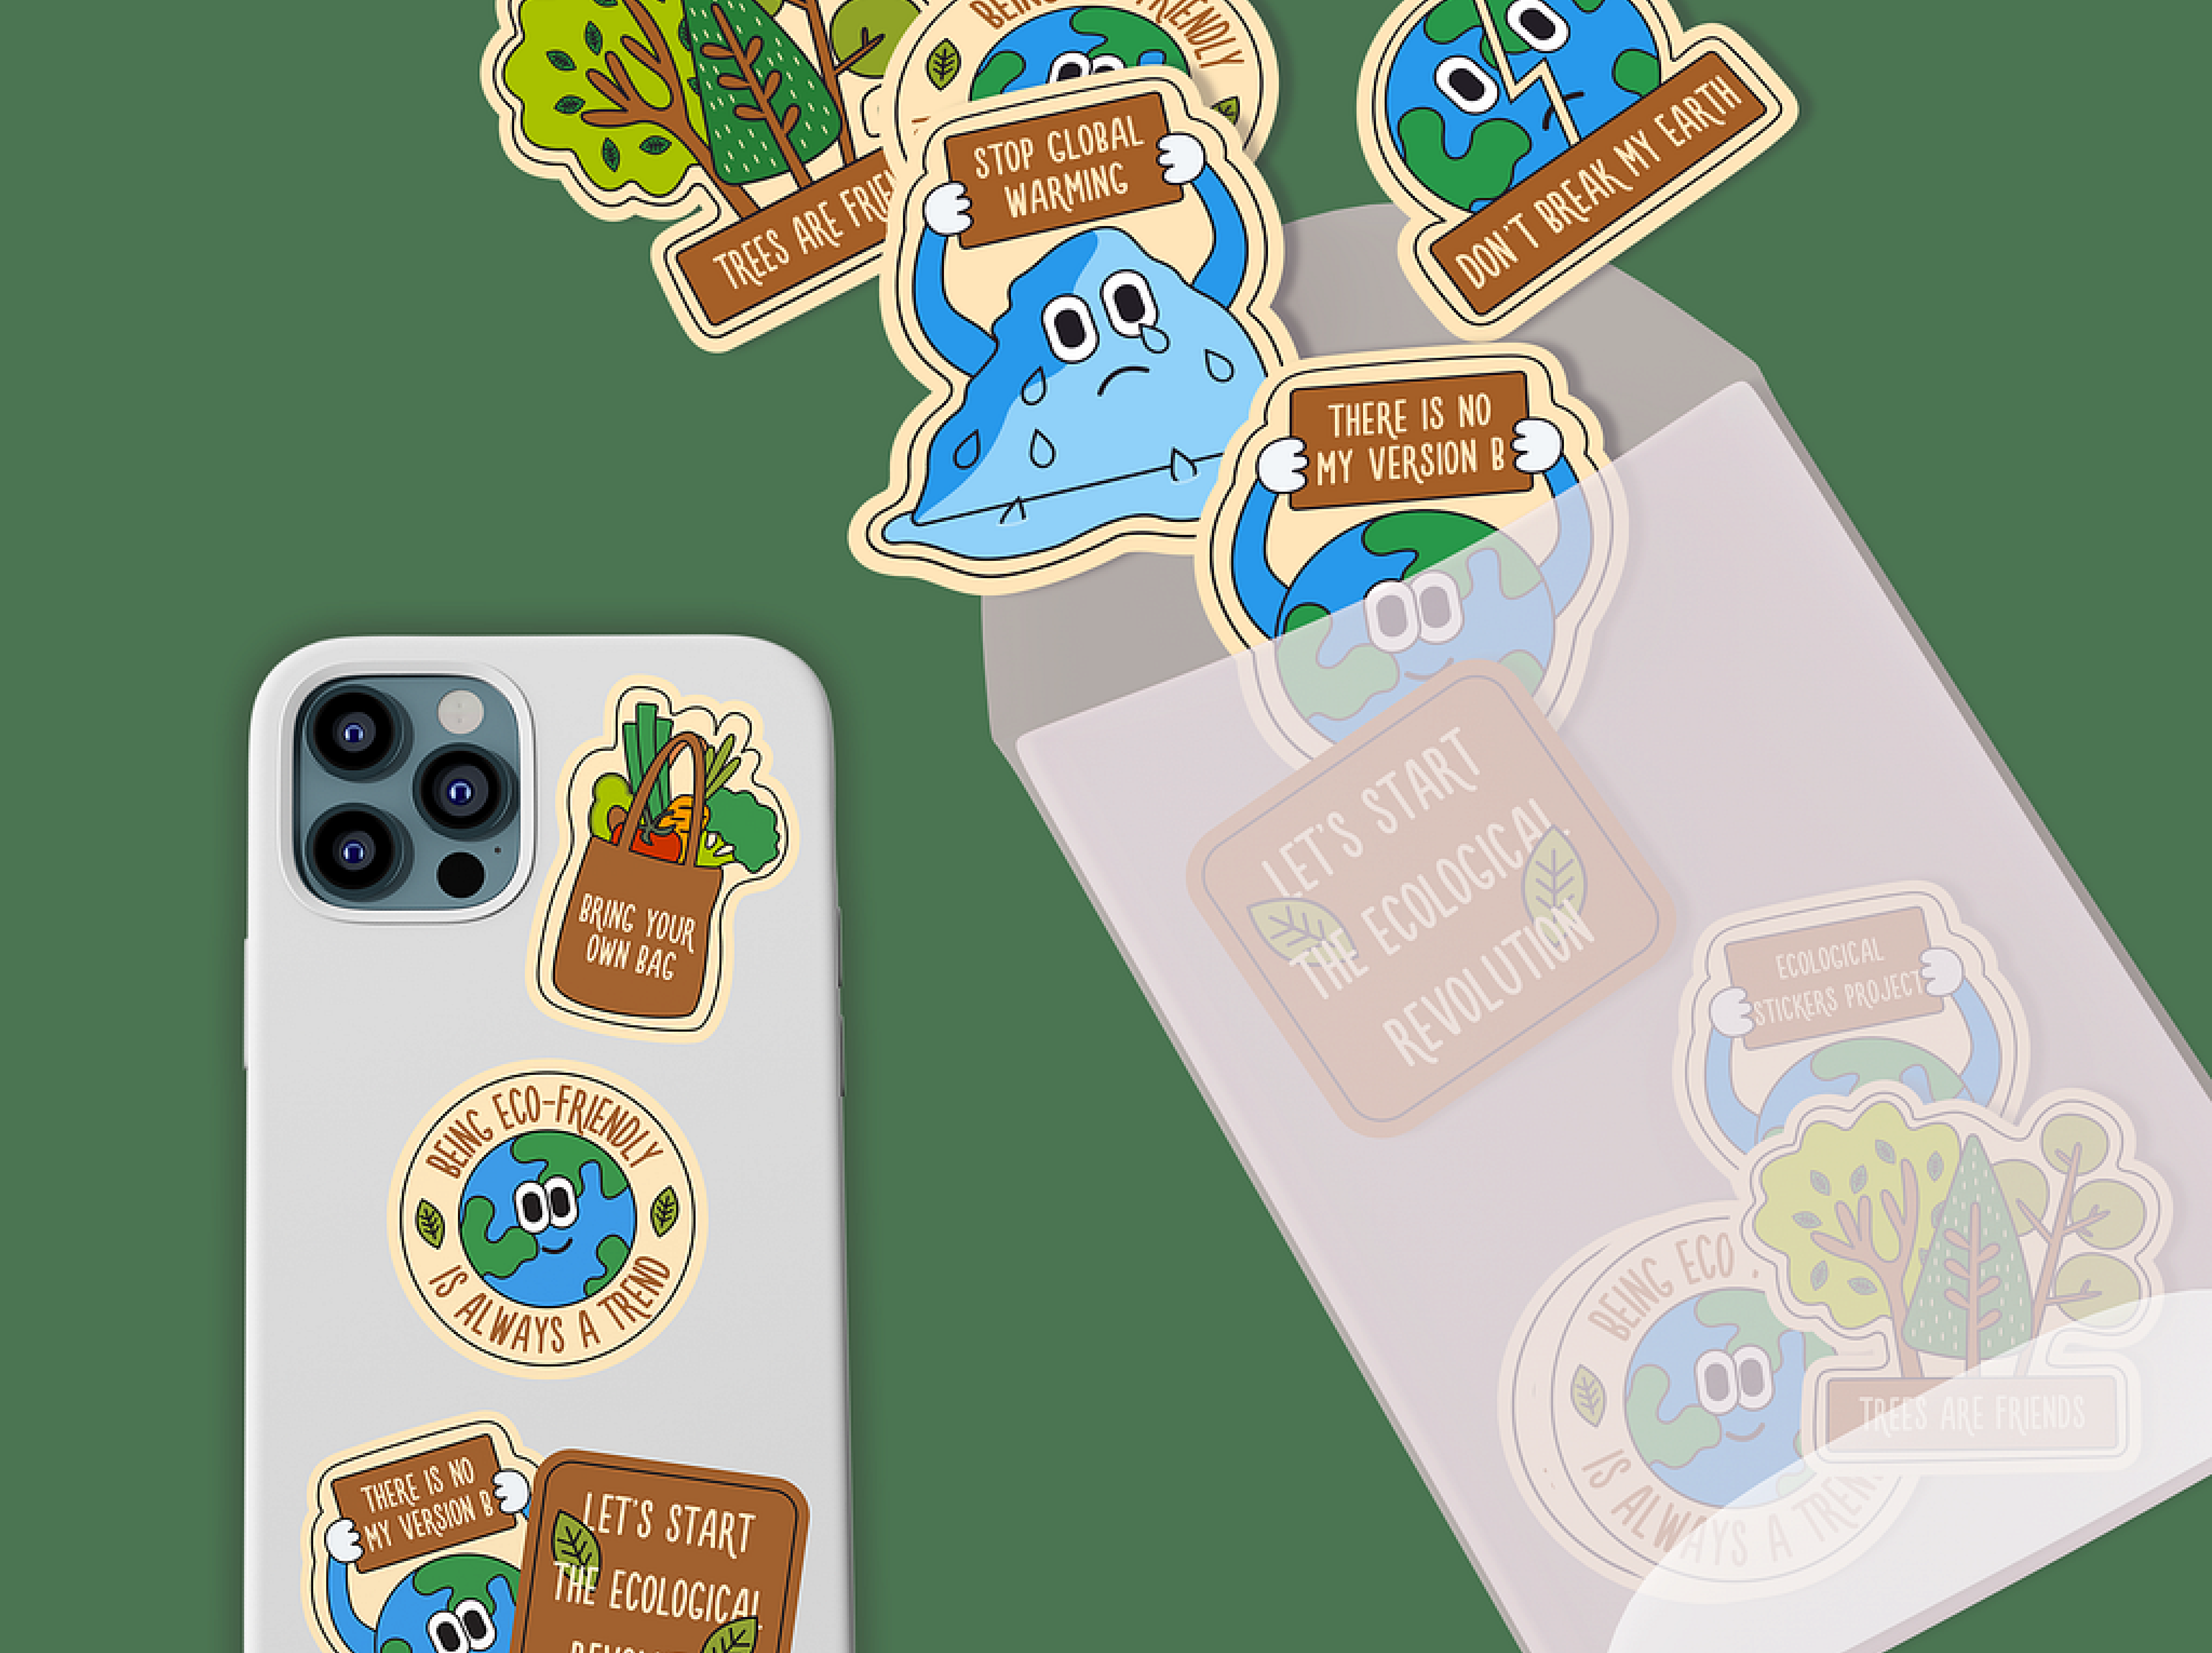 BEING
FRIENDLY
TREES ARE
STOP GLOBAL
WARMING
DON'T BREAK MY EARTH
THERE IS NO
MY VERSION B
LET'S START
THE ECOLOGICAL
REVOLUTION
ECOLOGICAL
STICKERS PROJECT
BEING ECO
IS ALWAYS A
TREES ARE FRIENDS
BRING YOUR
OWN BAG
BEING ECO-FRIENDLY
IS ALWAYS A TREND
THERE IS NO
MY VERSION B
LET'S START
THE ECOLOGICAL